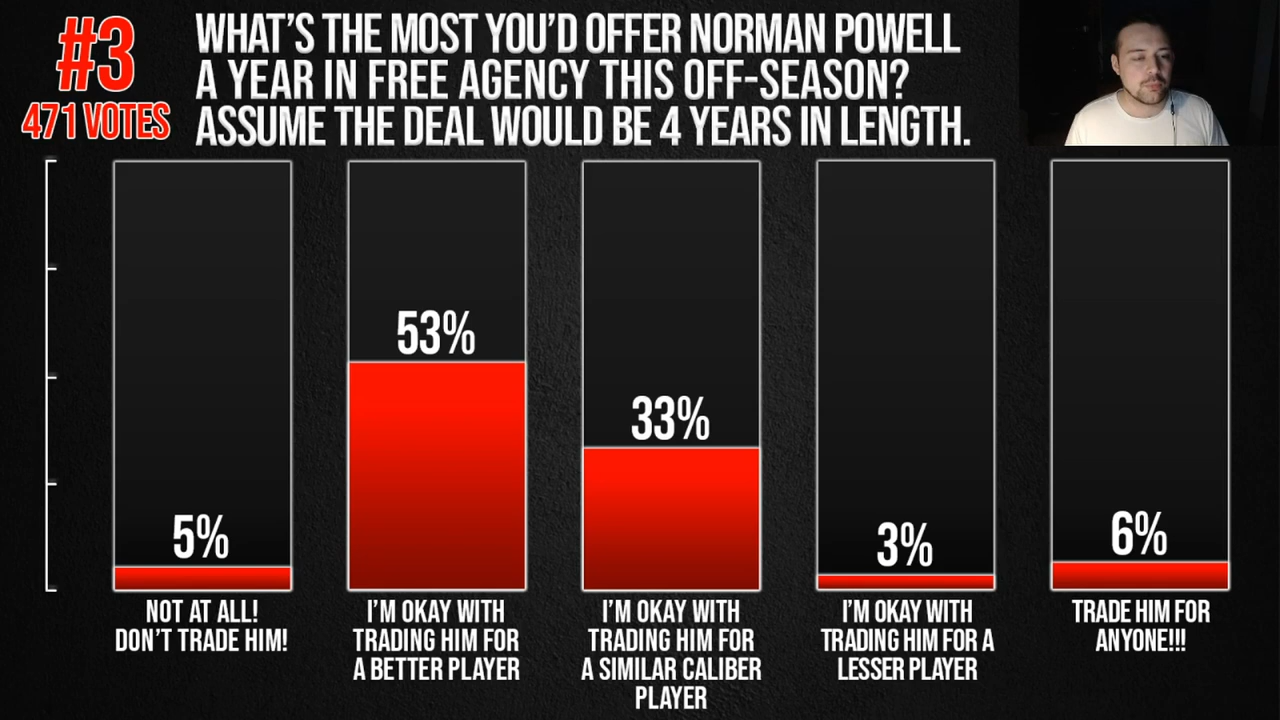 #3
471 VOTES
WHAT'S THE MOST YOU'D OFFER NORMAN POWELL
A YEAR IN FREE AGENCY THIS OFF-SEASON?
ASSUME THE DEAL WOULD BE 4 YEARS IN LENGTH.
5%
53%
33%
3%
6%
NOT AT ALL!
DON'T TRADE HIM!
I'M OKAY WITH
TRADING HIM FOR
A BETTER PLAYER
I'M OKAY WITH
TRADING HIM FOR
A SIMILAR CALIBER
PLAYER
I'M OKAY WITH
TRADING HIM FOR A
LESSER PLAYER
TRADE HIM FOR
ANYONE!!!